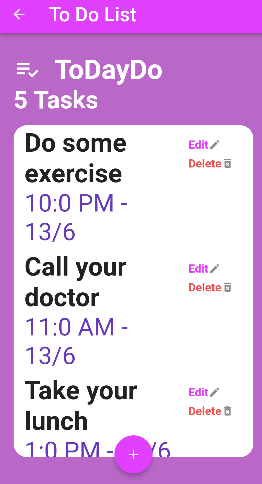 To Do List
ToDayDo
5 Tasks
Do some
exercise
Edit
Delete
10:0 PM -
13/6
Call your
doctor
Edit
Delete
11:0 AM -
13/6
Take your
lunch
Edit
Delete
1:0 PM - /6